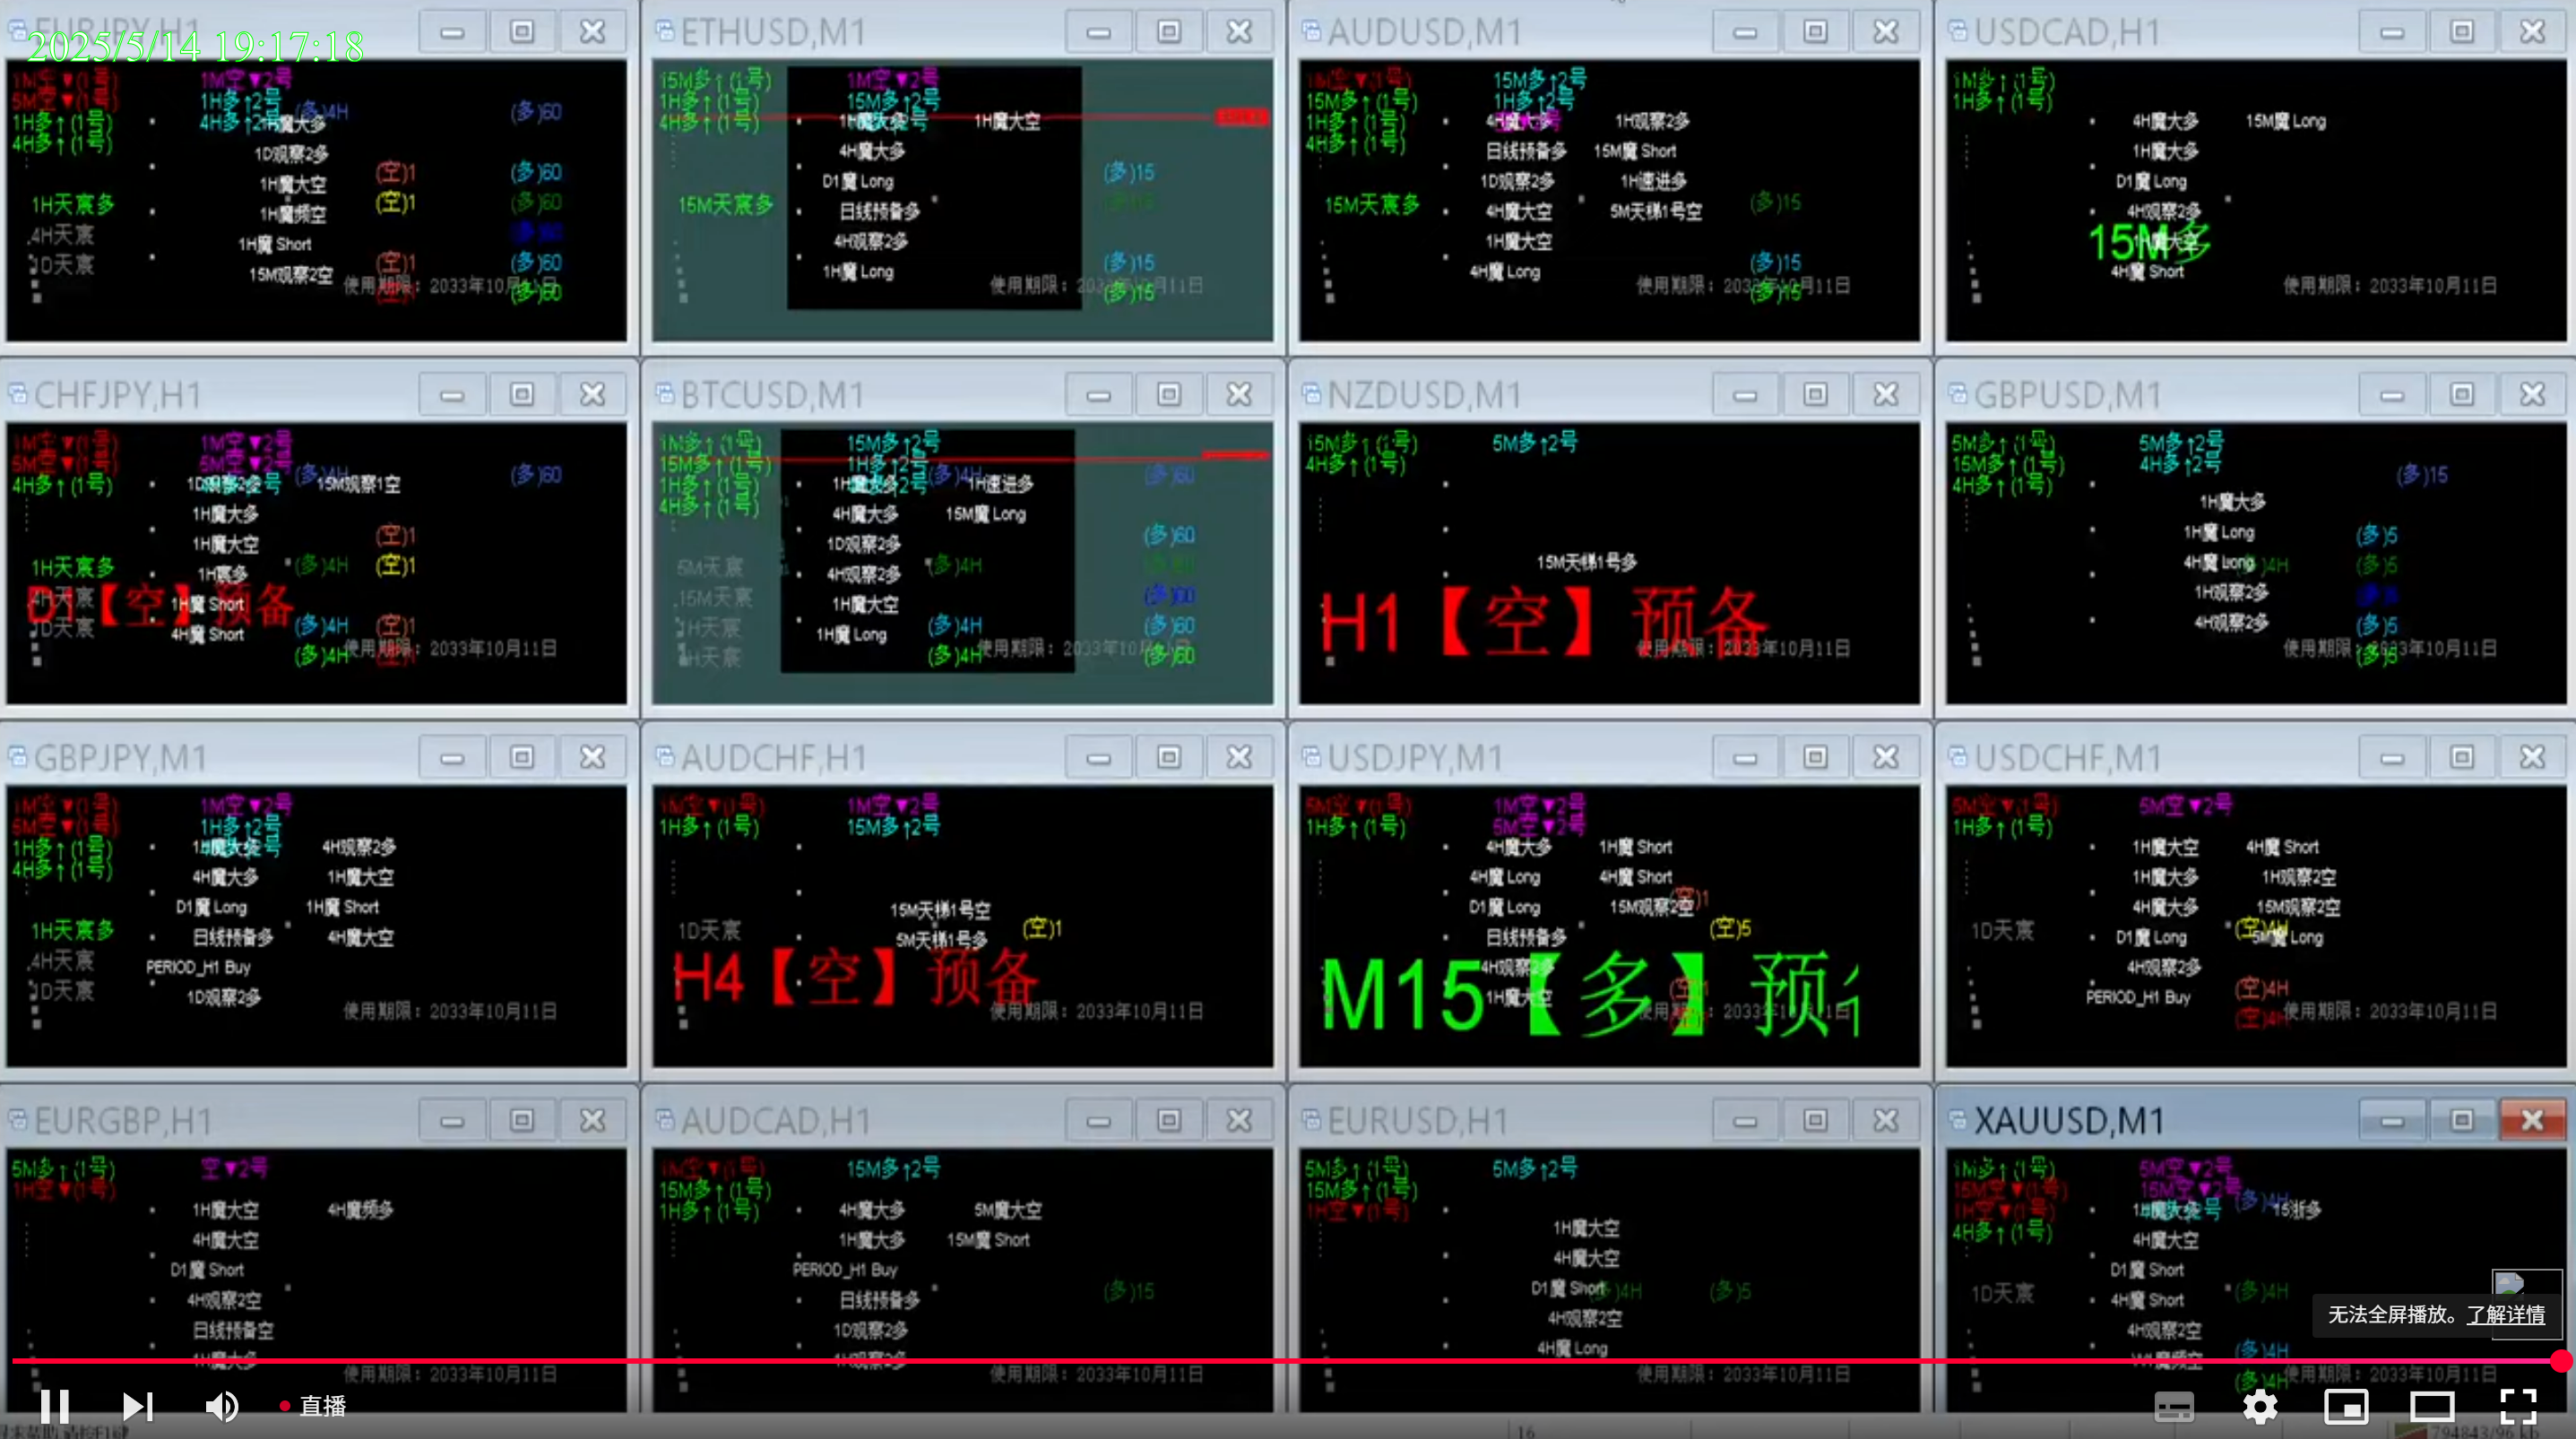 2025/5/14 19:17:18
EURJPY,H1
1M空▼(1号)
5M空▼(1号)
1H多↑(1号)
4H多↑(1号)
1M空▼2号
1H多↑2号
4H多↑2号
(多)4H
(多)60
1H魔大多
1D观察2多
1H魔大空
1H魔频空
1H魔 Short
15M观察2空
(空)1
(空)1
(空)1
(多)60
(多)60
(多)60
(多)60
1H天宸多
4H天宸
1D天宸
使用期限：2033年10月11日
ETHUSD,M1
15M多↑(1号)
1H多↑(1号)
4H多↑(1号)
1M空▼2号
15M多↑2号
1H魔大多
1H魔大空
4H魔大多
D1魔 Long
日线预备多
4H观察2多
1H魔 Long
15M天宸多
(多)15
(多)15
(多)15
使用期限：2033年10月11日
AUDUSD,M1
1M空▼(1号)
15M多↑(1号)
1H多↑(1号)
4H多↑(1号)
15M多↑2号
1H多↑2号
4H魔大多
1H观察2多
日线预备多
15M魔 Short
1D观察2多
1H速进多
4H魔大空
5M天梯1号空
1H魔大空
4H魔 Long
15M天宸多
(多)15
(多)15
(多)15
使用期限：2033年10月11日
USDCAD,H1
1M多↑(1号)
1H多↑(1号)
4H魔大多
15M魔 Long
1H魔大多
D1魔 Long
4H观察2多
1H魔大空
15M多
4H魔 Short
使用期限：2033年10月11日
CHFJPY,H1
1M空▼(1号)
5M空▼(1号)
4H多↑(1号)
1M空▼2号
5M空▼2号
(多)4H
(多)60
1D观察2多
15M观察1空
1H魔大多
1H魔大空
1H宸多
1H魔 Short
4H魔 Short
(空)1
(多)4H
(空)1
(多)4H
(空)1
(多)4H
1H天宸多
4H天宸
1D天宸
【空】预备
使用期限：2033年10月11日
BTCUSD,M1
1M多↑(1号)
15M多↑(1号)
1H多↑(1号)
4H多↑(1号)
15M多↑2号
1H多↑2号
(多)4H
(多)60
1H魔大多
1H速进多
4H魔大多
15M魔 Long
1D观察2多
4H观察2多
1H魔大空
1H魔 Long
(多)60
(多)4H
(多)60
(多)4H
(多)60
(多)4H
(多)60
5M天宸
15M天宸
1H天宸
4H天宸
使用期限：2033年10月11日
NZDUSD,M1
15M多↑(1号)
4H多↑(1号)
5M多↑2号
15M天梯1号多
H1【空】预备
使用期限：2033年10月11日
GBPUSD,M1
5M多↑(1号)
15M多↑(1号)
4H多↑(1号)
5M多↑2号
4H多↑2号
(多)15
1H魔大多
1H魔 Long
4H魔 Long
1H观察2多
4H观察2多
(多)5
(多)4H
(多)5
(多)5
(多)5
使用期限：2033年10月11日
GBPJPY,M1
1M空▼(1号)
5M空▼(1号)
1H多↑(1号)
4H多↑(1号)
1M空▼2号
1H多↑2号
1H魔大多
4H观察2多
4H魔大多
1H魔大空
D1魔 Long
1H魔 Short
日线预备多
4H魔大空
PERIOD_H1 Buy
1D观察2多
1H天宸多
4H天宸
1D天宸
使用期限：2033年10月11日
AUDCHF,H1
1M空▼(1号)
1H多↑(1号)
1M空▼2号
15M多↑2号
15M天梯1号空
5M天梯1号多
(空)1
1D天宸
H4【空】预备
使用期限：2033年10月11日
USDJPY,M1
5M空▼(1号)
1H多↑(1号)
1M空▼2号
5M空▼2号
4H魔大多
1H魔 Short
4H魔 Long
4H魔 Short
D1魔 Long
15M观察2空
日线预备多
4H观察2多
1H魔大空
(空)1
(空)5
M15【多】预
使用期限：2033年10月11日
USDCHF,M1
5M空▼(1号)
1H多↑(1号)
5M空▼2号
1H魔大空
4H魔 Short
1H魔大多
1H观察2空
4H魔大多
15M观察2空
D1魔 Long
5M魔 Long
4H观察2多
PERIOD_H1 Buy
(空)4H
(空)4H
(空)4H
1D天宸
使用期限：2033年10月11日
EURGBP,H1
5M多↑(1号)
1H空▼(1号)
空▼2号
1H魔大空
4H魔频多
4H魔大空
D1魔 Short
4H观察2空
日线预备空
4H魔大多
使用期限：2033年10月11日
AUDCAD,H1
1M空▼(1号)
15M多↑(1号)
1H多↑(1号)
15M多↑2号
4H魔大多
5M魔大空
1H魔大多
15M魔 Short
PERIOD_H1 Buy
日线预备多
1D观察2多
4H观察2多
(多)15
使用期限：2033年10月11日
EURUSD,H1
5M多↑(1号)
15M多↑(1号)
1H空▼(1号)
5M多↑2号
1H魔大空
4H魔大空
D1魔 Short
4H观察2空
4H魔 Long
(多)4H
(多)5
使用期限：2033年10月11日
XAUUSD,M1
1M多↑(1号)
15M空▼(1号)
1H空▼(1号)
4H多↑(1号)
5M空▼2号
15M空▼2号
(多)4H
1H魔大多
15浙多
4H魔大空
D1魔 Short
4H魔 Short
4H观察2空
(多)4H
(多)4H
(多)4H
1D天宸
使用期限：2033年10月11日
无法全屏播放。了解详情
直播
16
794843/96 kb